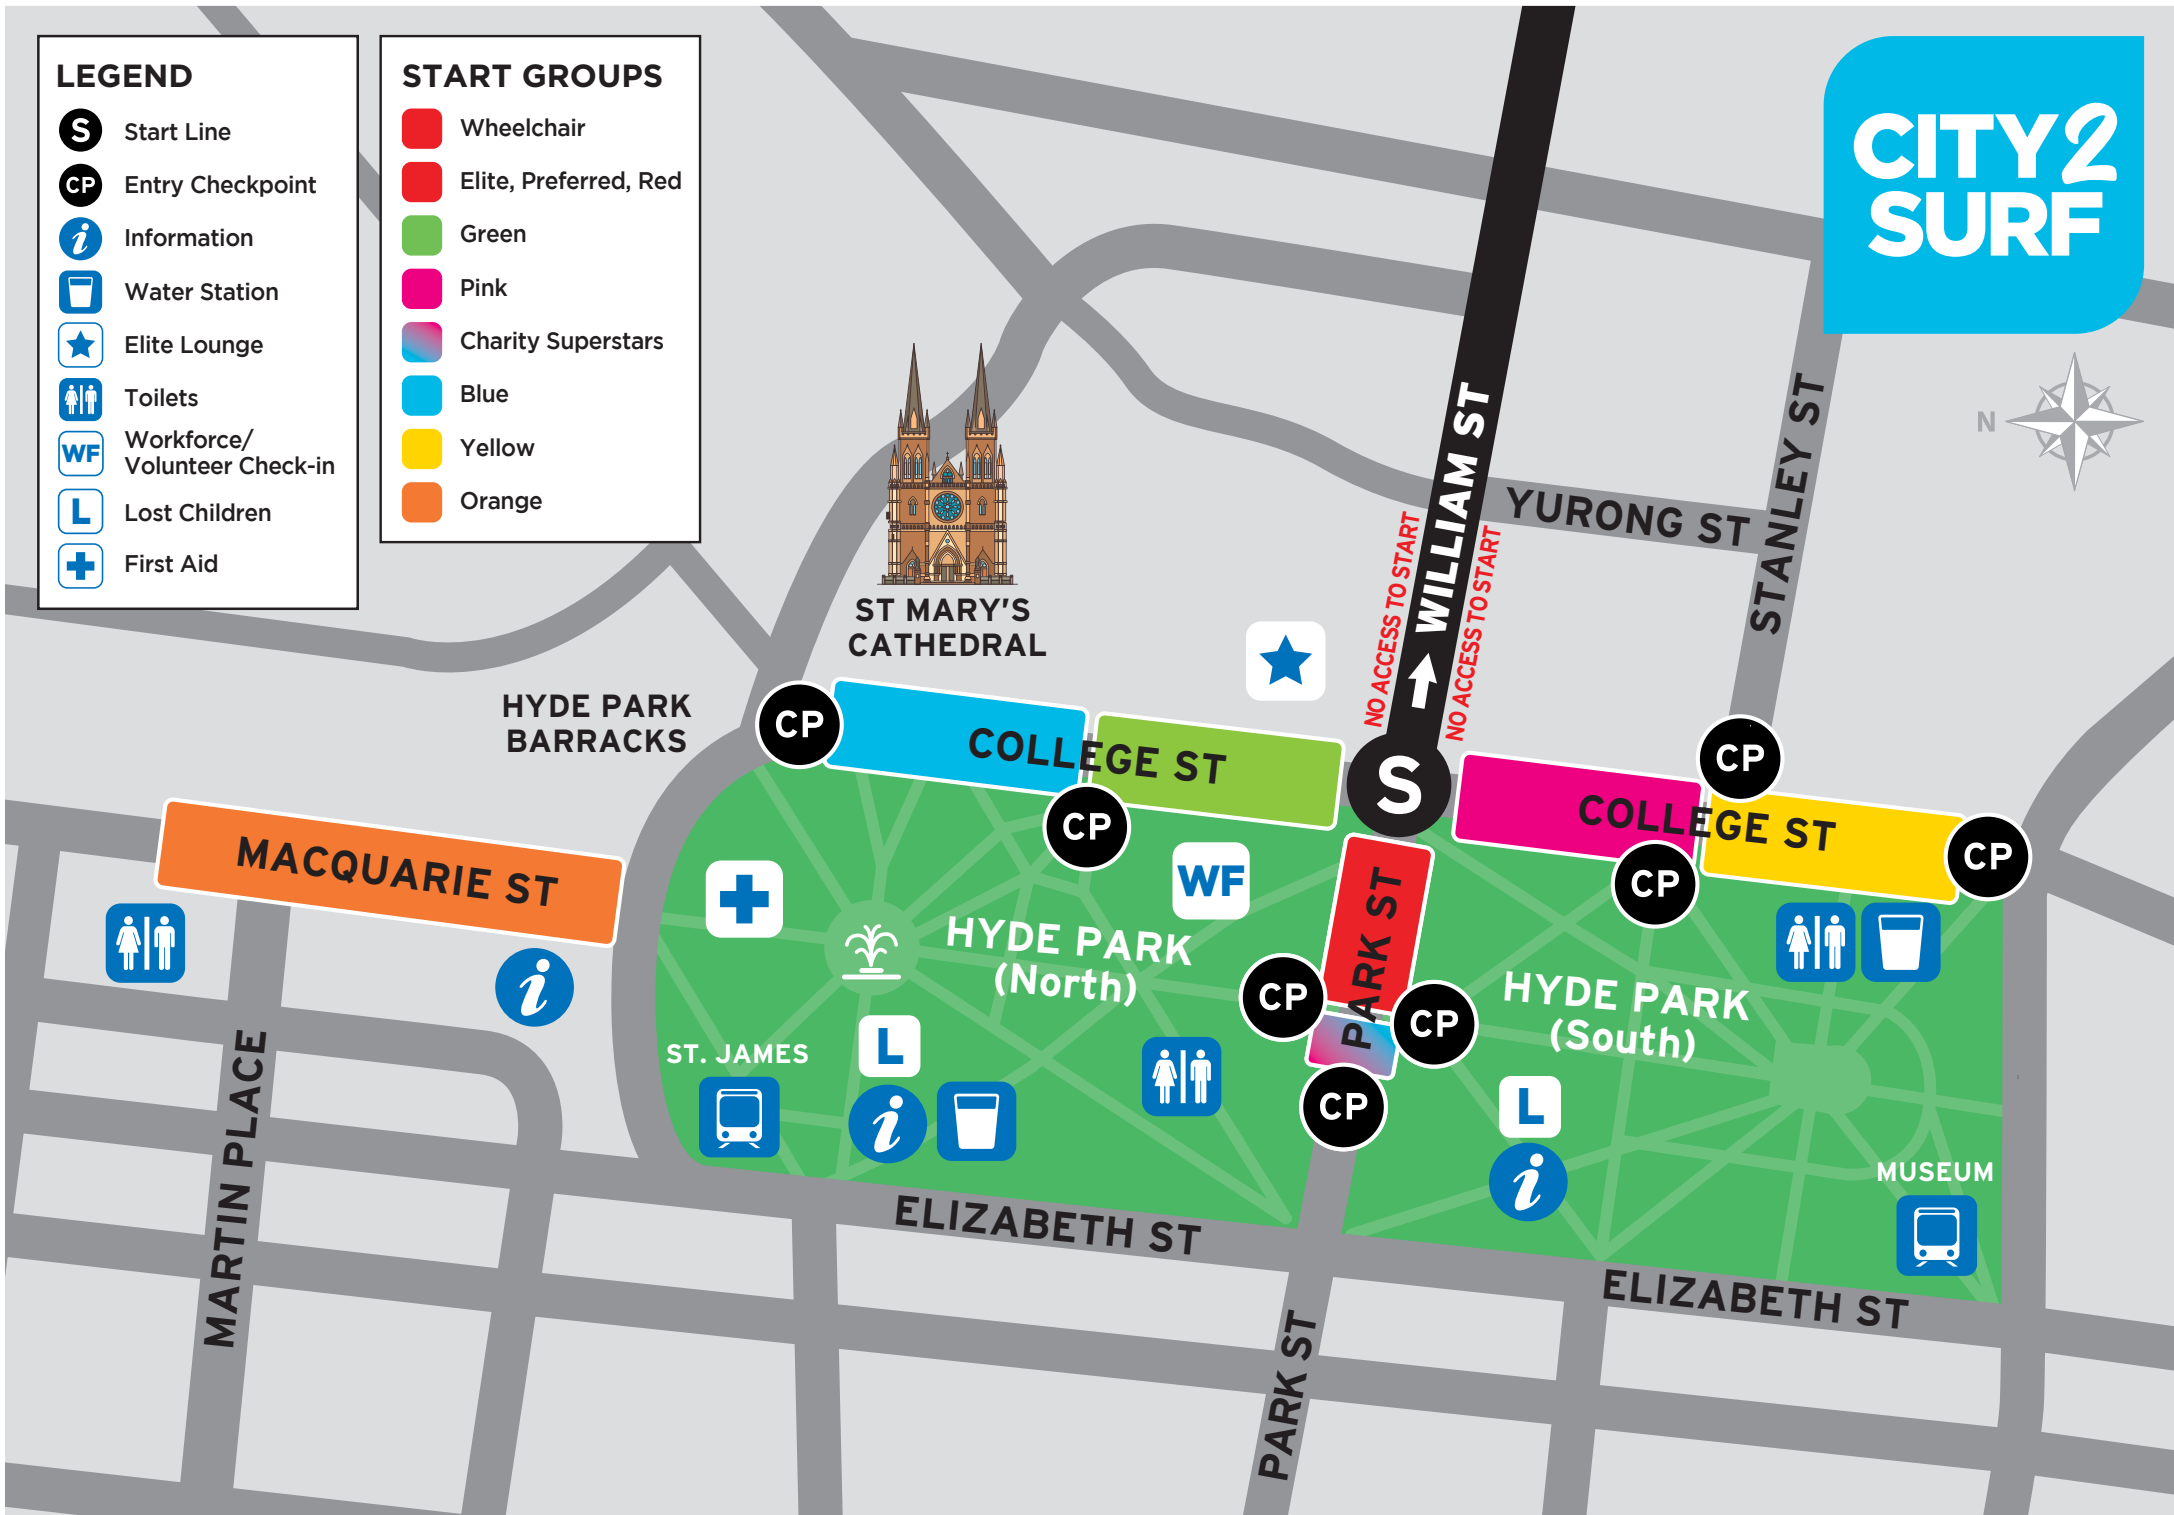 LEGEND
S
Start Line
CP
Entry Checkpoint
i
Information
Water Station
Elite Lounge
Toilets
WF
Workforce/
Volunteer Check-in
L
Lost Children
First Aid
START GROUPS
Wheelchair
Elite, Preferred, Red
Green
Pink
Charity Superstars
Blue
Yellow
Orange
CITY2
SURF
N
WILLIAM ST
NO ACCESS TO START
NO ACCESS TO START
YURONG ST
STANLEY ST
ST MARY'S
CATHEDRAL
HYDE PARK
BARRACKS
CP
COLLEGE ST
CP
S
COLLEGE ST
CP
CP
CP
MACQUARIE ST
i
WF
HYDE PARK
(North)
PARK ST
CP
CP
CP
HYDE PARK
(South)
ST. JAMES
L
i
L
i
MUSEUM
MARTIN PLACE
ELIZABETH ST
ELIZABETH ST
PARK ST